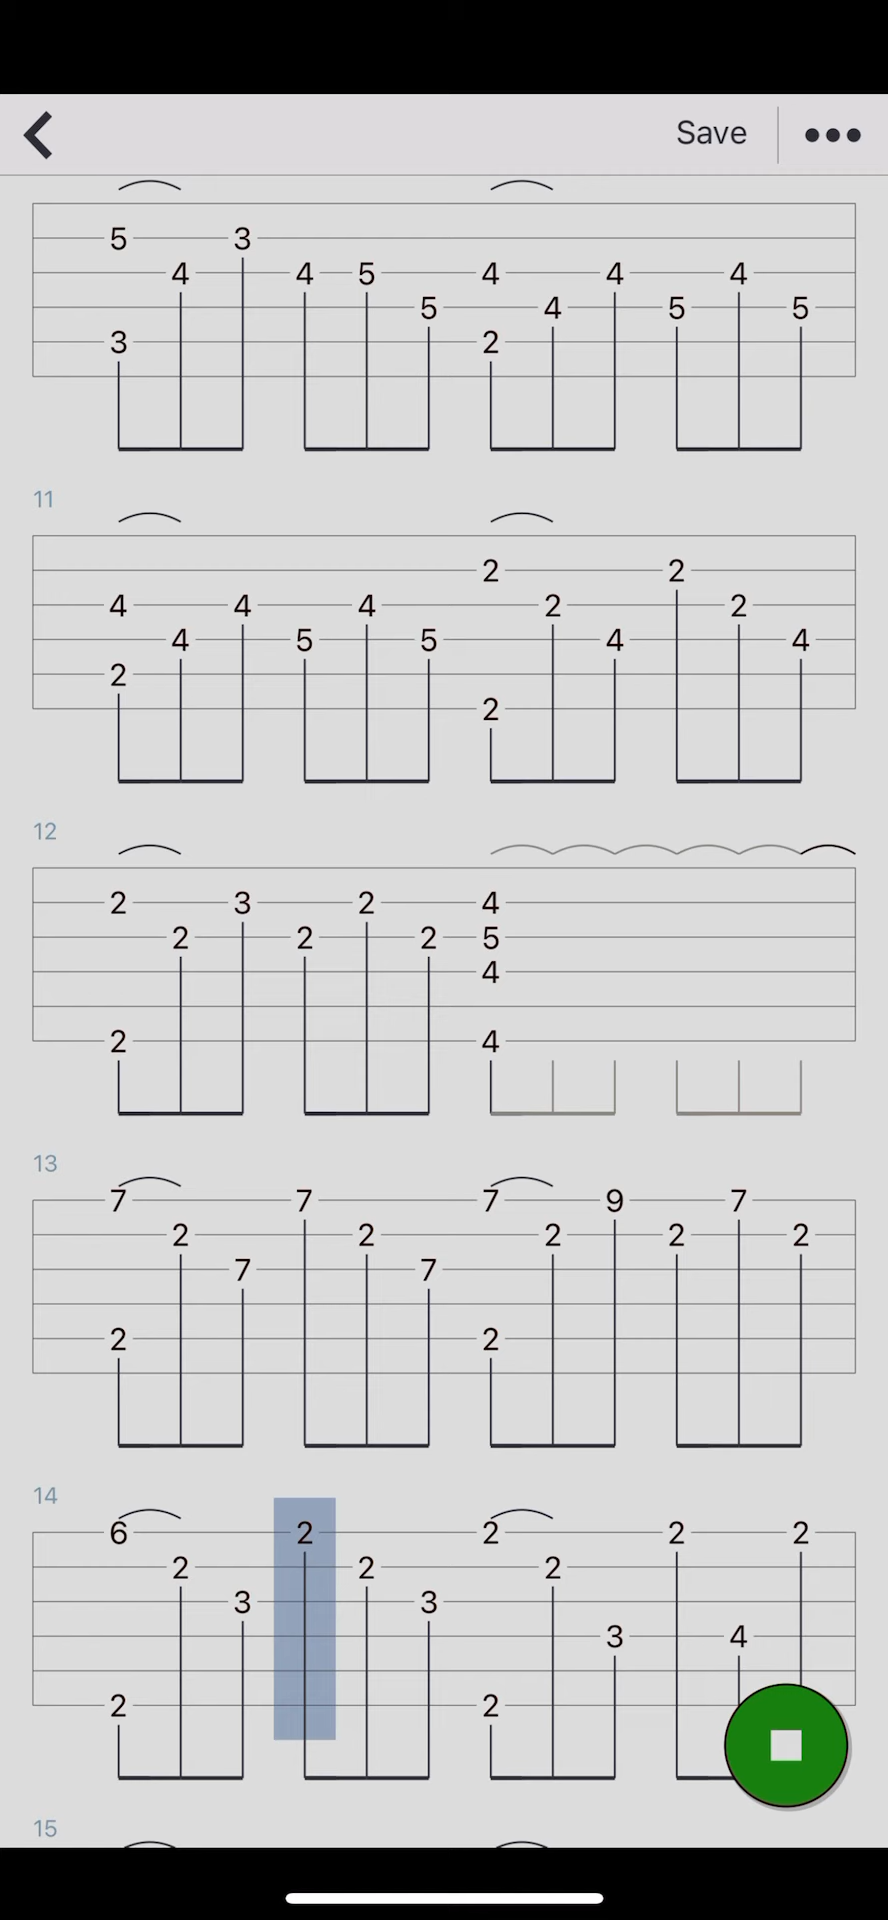 Save
5 3
4 4 5 4 4 4
5 4 5 5
3 2
11
2 2
4 4 4 2 2
4 5 5 4 4
2
2
12
2 3 2 4
2 2 2 5
4
2 4
13
7 7 7 9 7
2 2 2 2 2
7 7
2 2
14
6 2 2 2 2
2 2 2
3 3
3 4
2 2
15